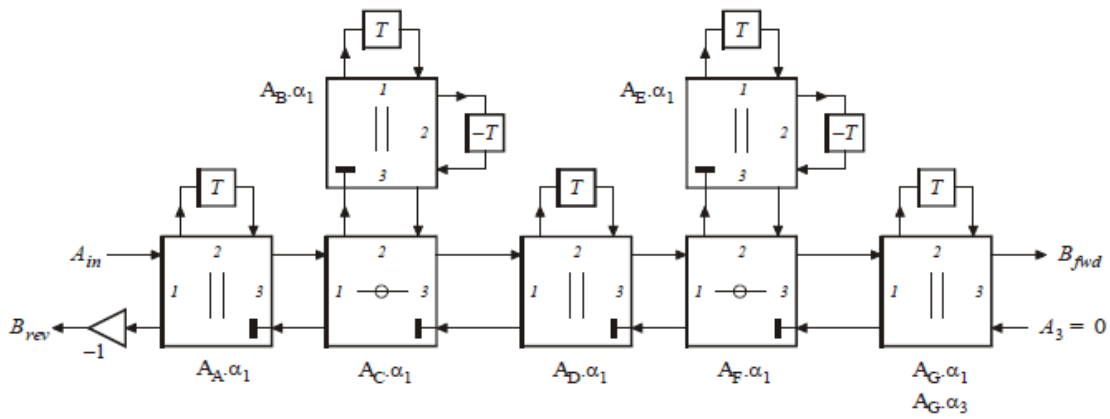 T T
A_B.α_1 1 2 3 −T A_E.α_1 1 2 3 −T
T T T
A_in 2 2 2 2 2 B_fwd
1 3 1 3 1 3 1 3 1 3
B_rev −1 A_3 = 0
A_A.α_1 A_C.α_1 A_D.α_1 A_F.α_1 A_G.α_1
A_G.α_3